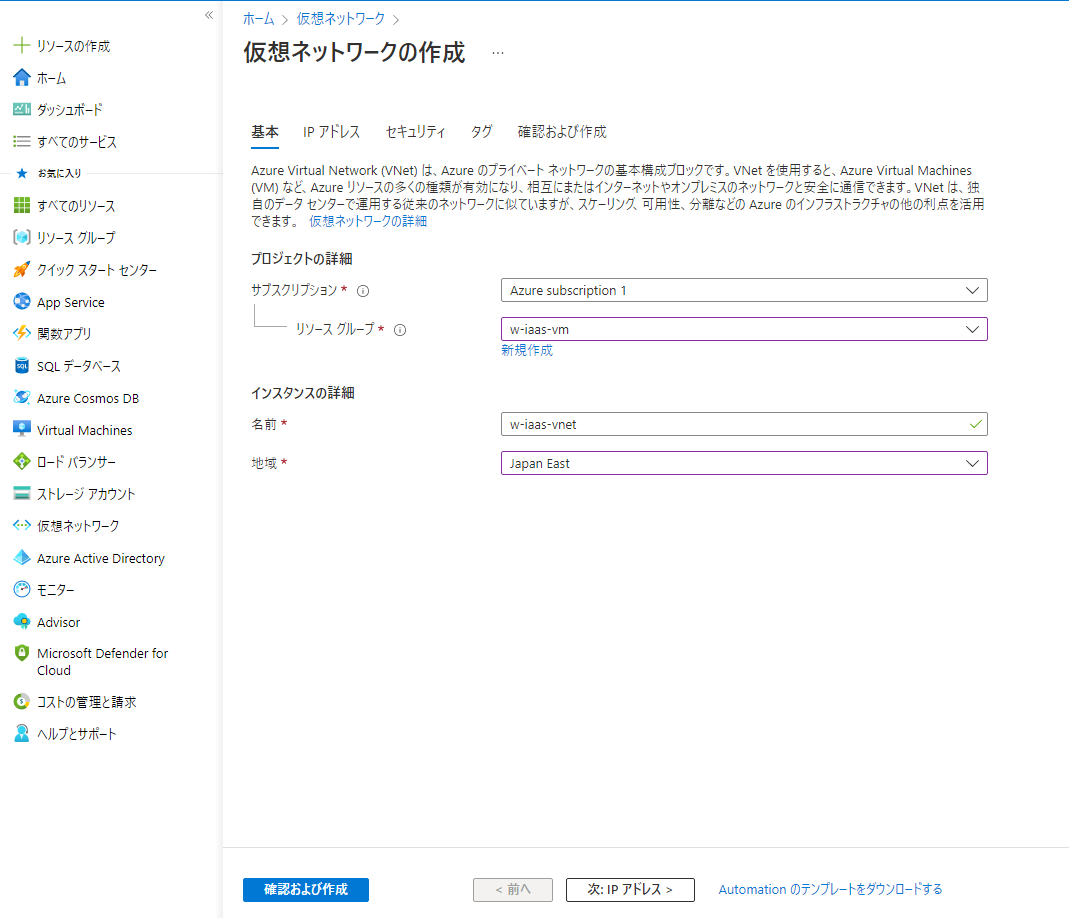 «
リソースの作成
ホーム
ダッシュボード
すべてのサービス
お気に入り
すべてのリソース
リソース グループ
クイック スタート センター
App Service
関数アプリ
SQL データベース
Azure Cosmos DB
Virtual Machines
ロード バランサー
ストレージ アカウント
仮想ネットワーク
Azure Active Directory
モニター
Advisor
Microsoft Defender for
Cloud
コストの管理と請求
ヘルプとサポート
ホーム > 仮想ネットワーク >
仮想ネットワークの作成 ...
基本 IP アドレス セキュリティ タグ 確認および作成
Azure Virtual Network (VNet) は、Azure のプライベート ネットワークの基本構成ブロックです。VNet を使用すると、Azure Virtual Machines
(VM) など、Azure リソースの多くの種類が有効になり、相互にまたはインターネットやオンプレミスのネットワークと安全に通信できます。VNet は、独
自のデータ センターで運用する従来のネットワークに似ていますが、スケーリング、可用性、分離などの Azure のインフラストラクチャの他の利点を活用
できます。 仮想ネットワークの詳細
プロジェクトの詳細
サブスクリプション * Azure subscription 1
リソース グループ * w-iaas-vm
新規作成
インスタンスの詳細
名前 * w-iaas-vnet
地域 * Japan East
確認および作成 < 前へ 次: IP アドレス > Automation のテンプレートをダウンロードする